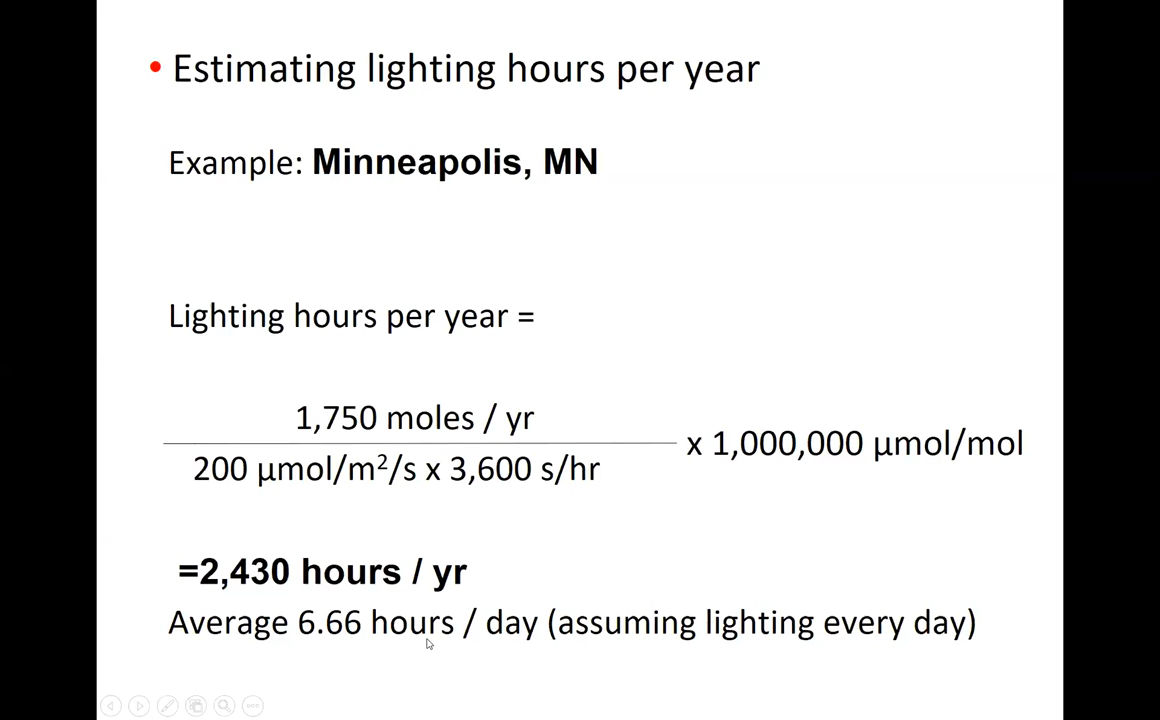 • Estimating lighting hours per year
Example: Minneapolis, MN
Lighting hours per year =
1,750 moles / yr
200 μmol/m²/s x 3,600 s/hr
x 1,000,000 μmol/mol
=2,430 hours / yr
Average 6.66 hours / day (assuming lighting every day)